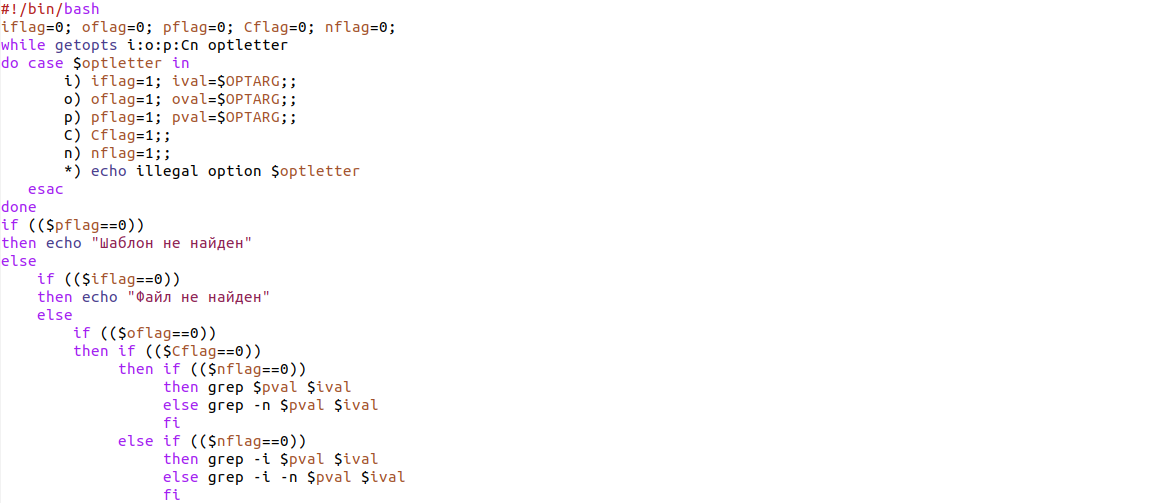 #!/bin/bash
iflag=0; oflag=0; pflag=0; Cflag=0; nflag=0;
while getopts i:o:p:Cn optletter
do case $optletter in
       i) iflag=1; ival=$OPTARG;;
       o) oflag=1; oval=$OPTARG;;
       p) pflag=1; pval=$OPTARG;;
       C) Cflag=1;;
       n) nflag=1;;
       *) echo illegal option $optletter
   esac
done
if (($pflag==0))
then echo "Шаблон не найден"
else
    if (($iflag==0))
    then echo "Файл не найден"
    else
        if (($oflag==0))
        then if (($Cflag==0))
             then if (($nflag==0))
                  then grep $pval $ival
                  else grep -n $pval $ival
                  fi
             else if (($nflag==0))
                  then grep -i $pval $ival
                  else grep -i -n $pval $ival
                  fi